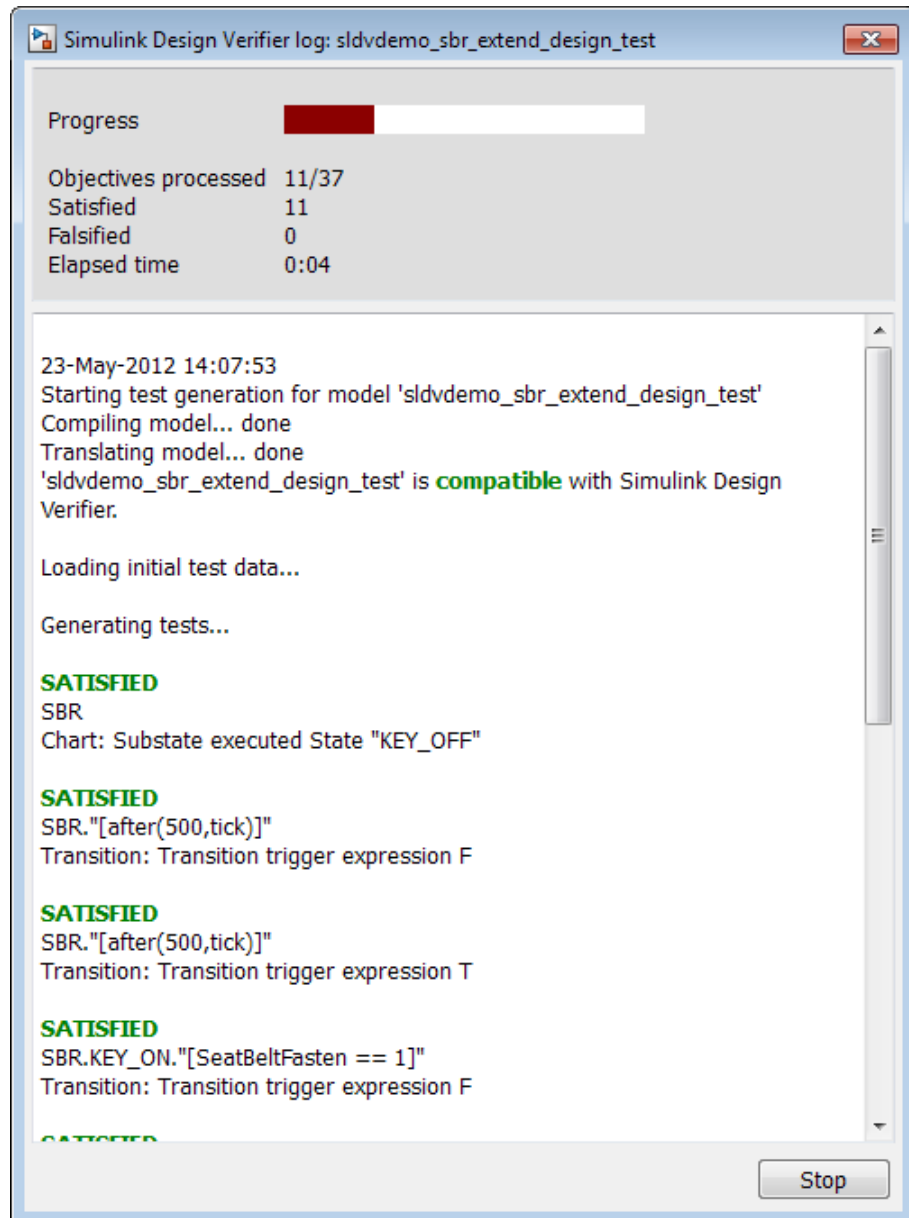 Simulink Design Verifier log: sldvdemo_sbr_extend_design_test
Progress
Objectives processed 11/37
Satisfied 11
Falsified 0
Elapsed time 0:04
23-May-2012 14:07:53
Starting test generation for model 'sldvdemo_sbr_extend_design_test'
Compiling model... done
Translating model... done
'sldvdemo_sbr_extend_design_test' is compatible with Simulink Design
Verifier.
Loading initial test data...
Generating tests...
SATISFIED
SBR
Chart: Substate executed State "KEY_OFF"
SATISFIED
SBR."[after(500,tick)]"
Transition: Transition trigger expression F
SATISFIED
SBR."[after(500,tick)]"
Transition: Transition trigger expression T
SATISFIED
SBR.KEY_ON."[SeatBeltFasten == 1]"
Transition: Transition trigger expression F
SATISFIED
Stop